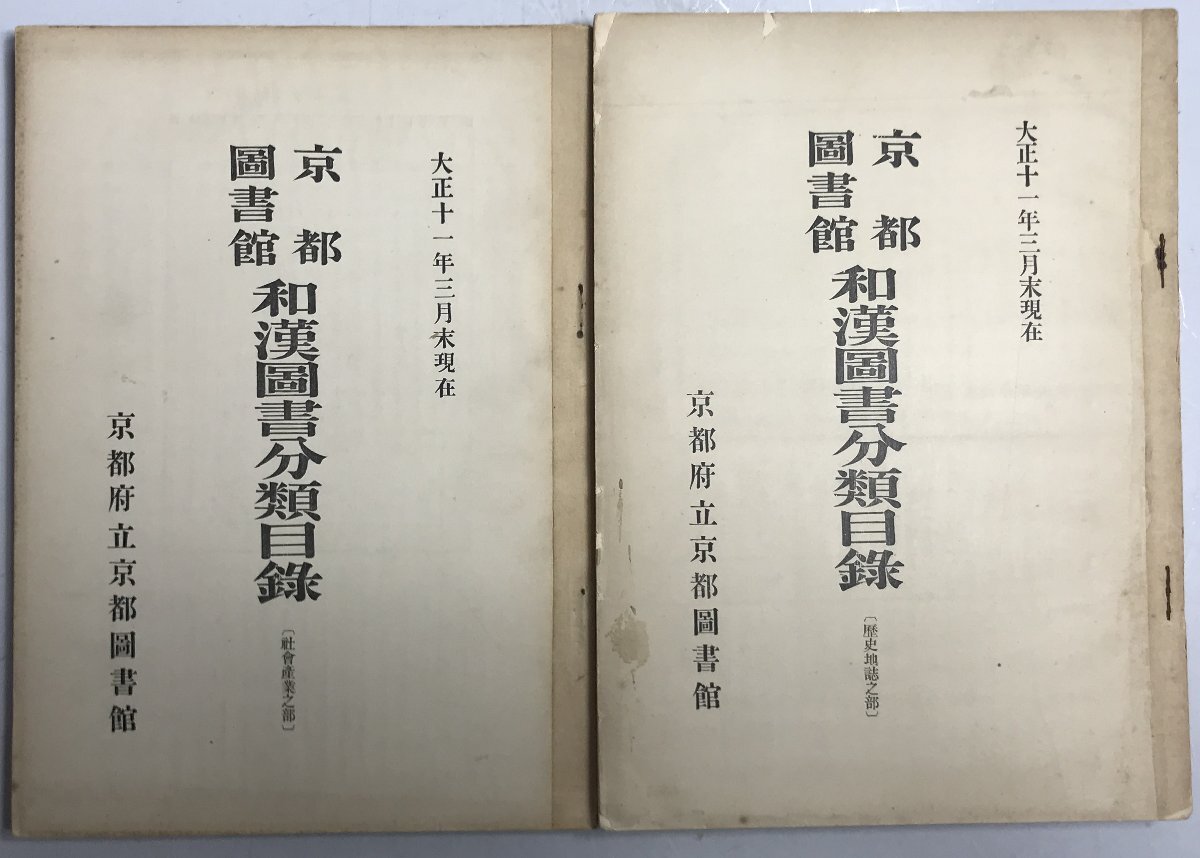 大正十一年三月末現在
京都
圖書館
和漢圖書分類目錄
〔歷史地誌之部〕
京都府立京都圖書館
大正十一年三月末現在
京都
圖書館
和漢圖書分類目錄
〔社會產業之部〕
京都府立京都圖書館